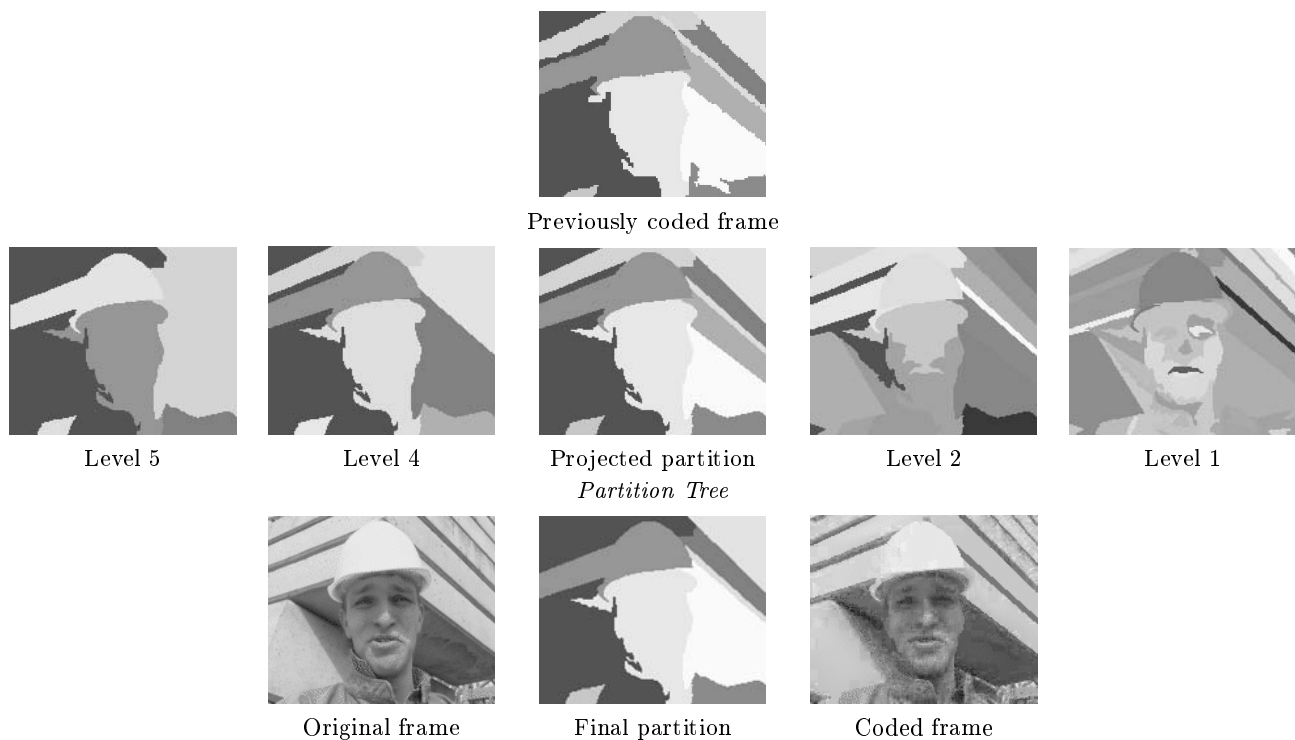 Previously coded frame
Level 5
Level 4
Projected partition
Level 2
Level 1
Partition Tree
Original frame
Final partition
Coded frame